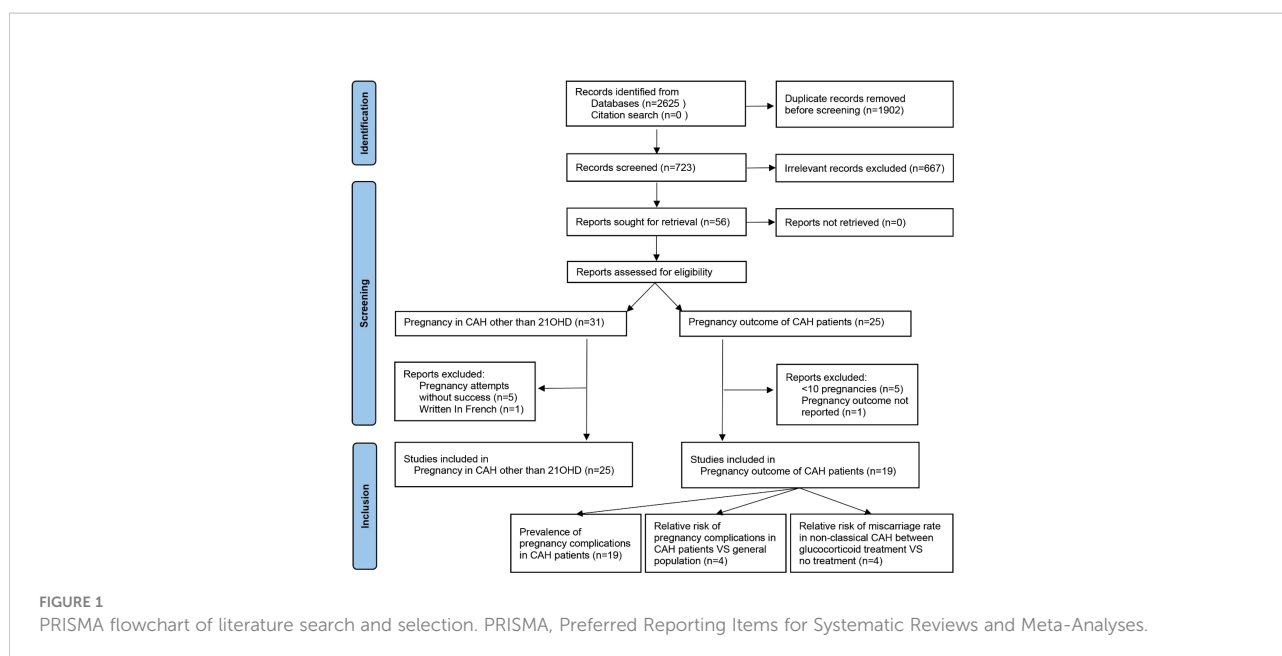 Identification
Records identified from
Databases (n=2625 )
Citation search (n=0 )
Duplicate records removed
before screening (n=1902)
Records screened (n=723)
Irrelevant records excluded (n=667)
Screening
Reports sought for retrieval (n=56)
Reports not retrieved (n=0)
Reports assessed for eligibility
Pregnancy in CAH other than 21OHD (n=31)
Pregnancy outcome of CAH patients (n=25)
Reports excluded:
Pregnancy attempts
without success (n=5)
Written In French (n=1)
Reports excluded:
<10 pregnancies (n=5)
Pregnancy outcome not
reported (n=1)
Inclusion
Studies included in
Pregnancy in CAH other than 21OHD (n=25)
Studies included in
Pregnancy outcome of CAH patients (n=19)
Prevalence of
pregnancy complications
in CAH patients (n=19)
Relative risk of
pregnancy complications in
CAH patients VS general
population (n=4)
Relative risk of miscarriage rate
in non-classical CAH between
glucocorticoid treatment VS
no treatment (n=4)
FIGURE 1
PRISMA flowchart of literature search and selection. PRISMA, Preferred Reporting Items for Systematic Reviews and Meta-Analyses.